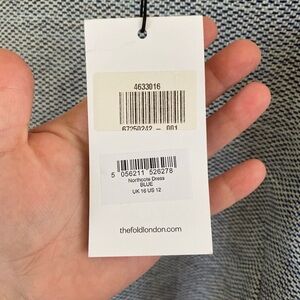 4633016
67250242 - 001
5 056211 526278
Northcote Dress
BLUE
UK 16 US 12
thefoldlondon.com